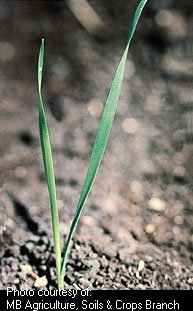 Photo courtesy of:
MB Agriculture, Soils & Crops Branch